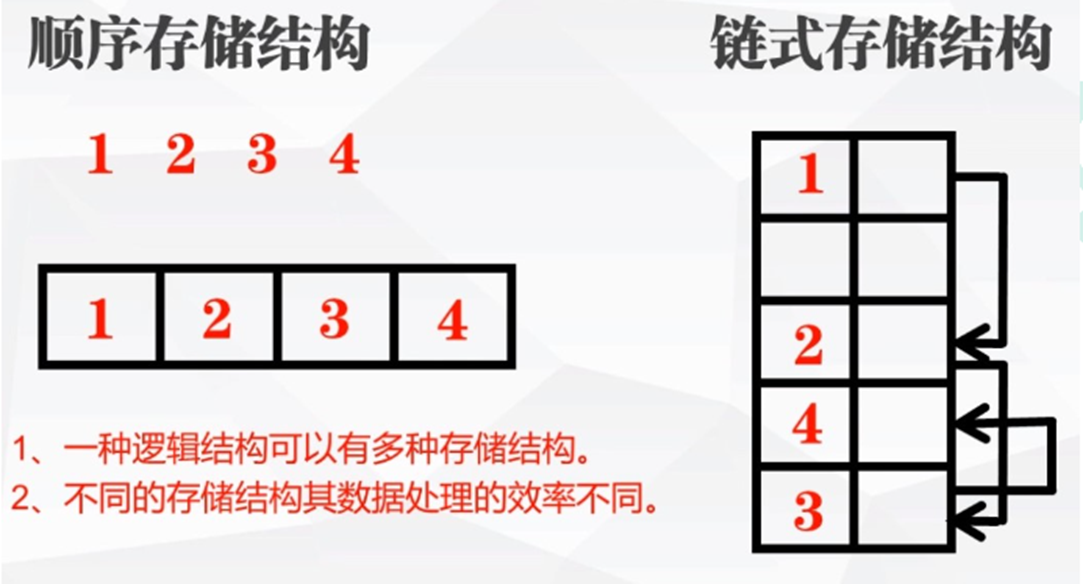 顺序存储结构
1 2 3 4
1 2 3 4
1、一种逻辑结构可以有多种存储结构。
2、不同的存储结构其数据处理的效率不同。
链式存储结构
1
2
4
3